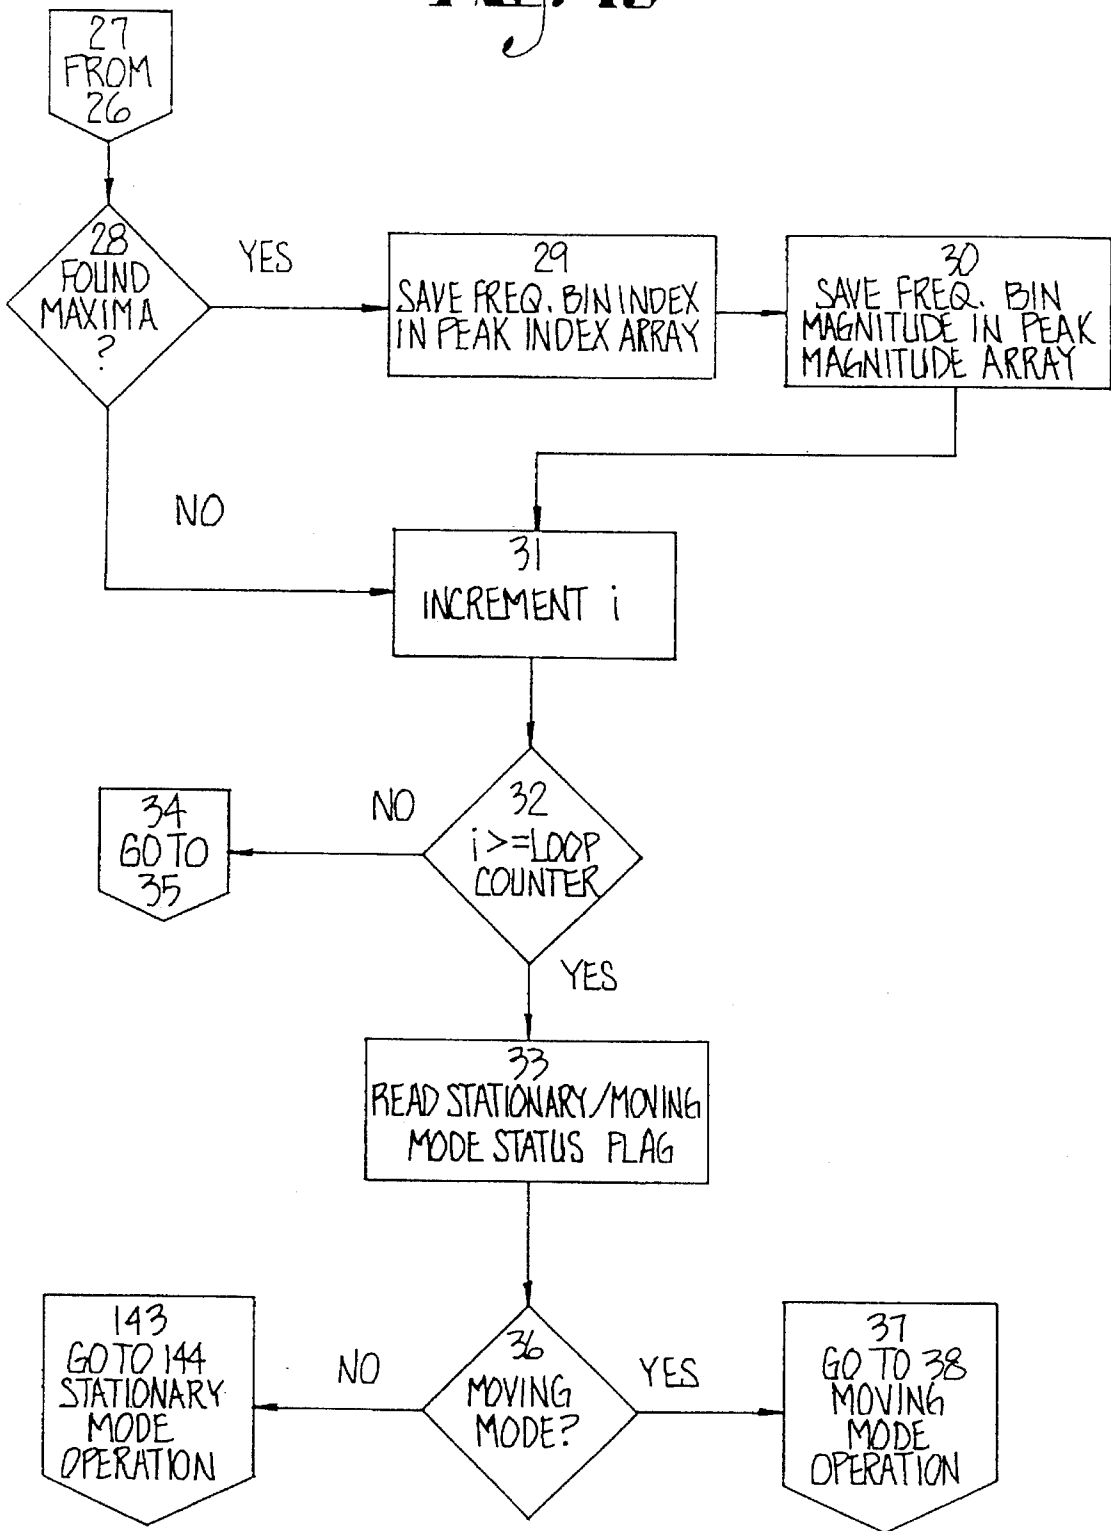 27
FROM
26
28
FOUND
MAXIMA
?
YES
29
SAVE FREQ. BIN INDEX
IN PEAK INDEX ARRAY
30
SAVE FREQ. BIN
MAGNITUDE IN PEAK
MAGNITUDE ARRAY
NO
31
INCREMENT i
32
i >=LOOP
COUNTER
NO
34
GO TO
35
YES
33
READ STATIONARY/MOVING
MODE STATUS FLAG
36
MOVING
MODE?
NO
143
GO TO 144
STATIONARY
MODE
OPERATION
YES
37
GO TO 38
MOVING
MODE
OPERATION